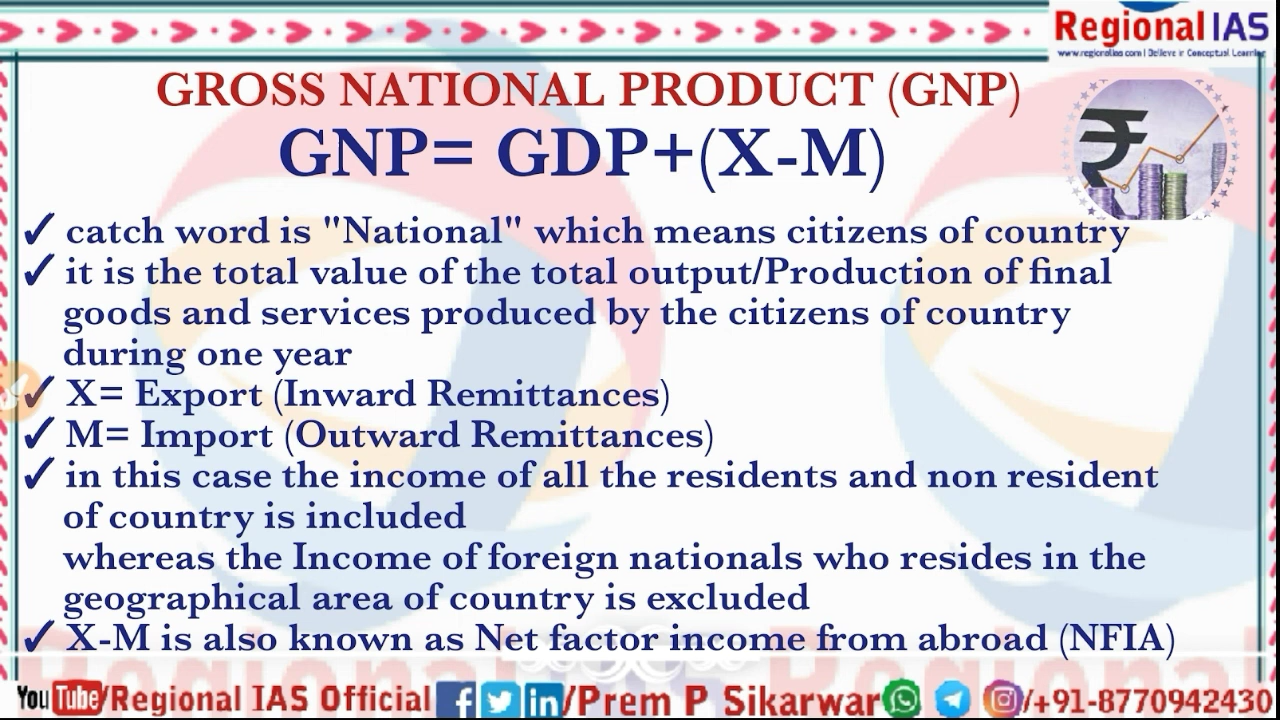 Regional IAS
www.regionalias.com | Believe in Conceptual Learning
GROSS NATIONAL PRODUCT (GNP)
GNP= GDP+(X-M)
✓ catch word is "National" which means citizens of country
✓ it is the total value of the total output/Production of final
goods and services produced by the citizens of country
during one year
✓ X= Export (Inward Remittances)
✓ M= Import (Outward Remittances)
✓ in this case the income of all the residents and non resident
of country is included
whereas the Income of foreign nationals who resides in the
geographical area of country is excluded
✓ X-M is also known as Net factor income from abroad (NFIA)
Regional Regional
YouTube/Regional IAS Official f in/Prem P Sikarwar /+91-8770942430